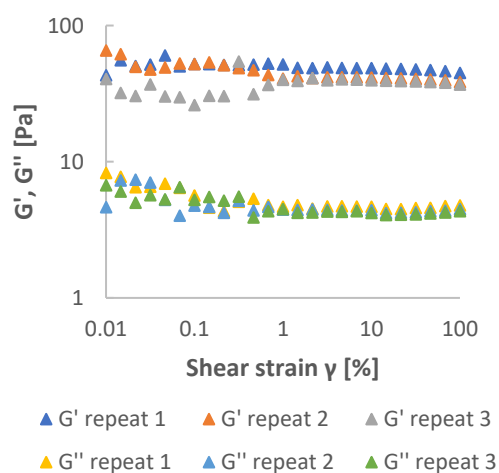 100
10
1
G', G'' [Pa]
0.01 0.1 1 10 100
Shear strain γ [%]
G' repeat 1 G' repeat 2 G' repeat 3
G'' repeat 1 G'' repeat 2 G'' repeat 3